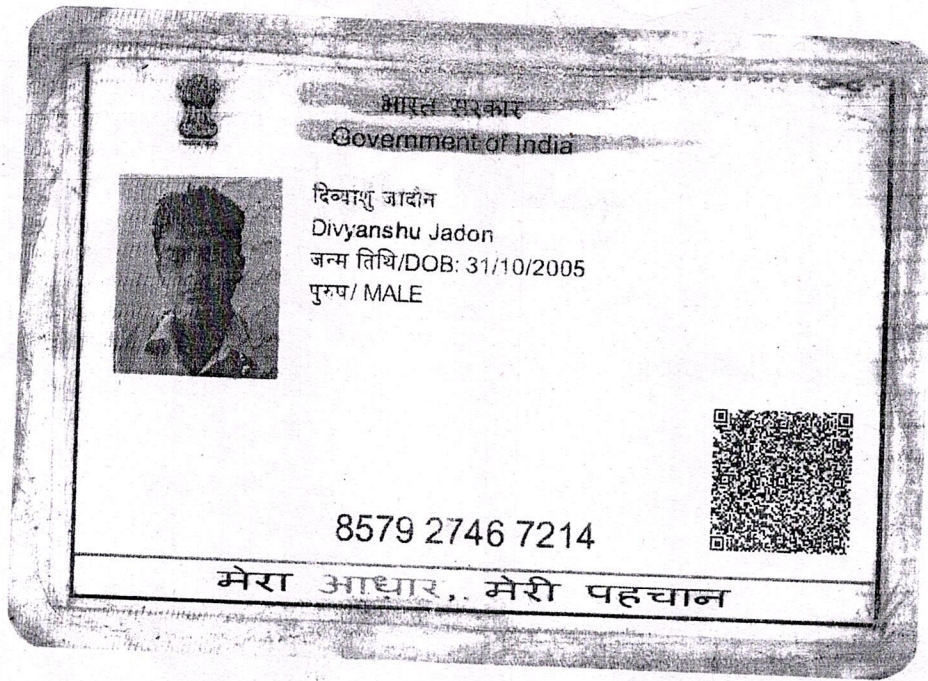 भारत सरकार
Government of India
दिव्यांशु जादौन
Divyanshu Jadon
जन्म तिथि/DOB: 31/10/2005
पुरुष/ MALE
8579 2746 7214
मेरा आधार, मेरी पहचान